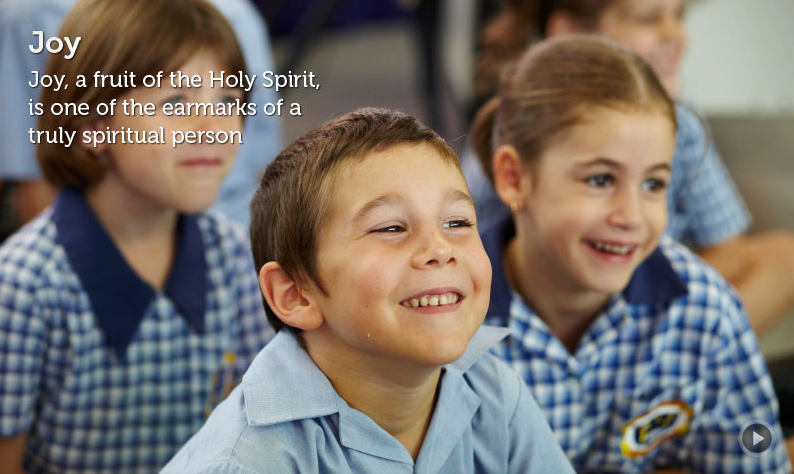 Joy
Joy, a fruit of the Holy Spirit,
is one of the earmarks of a
truly spiritual person